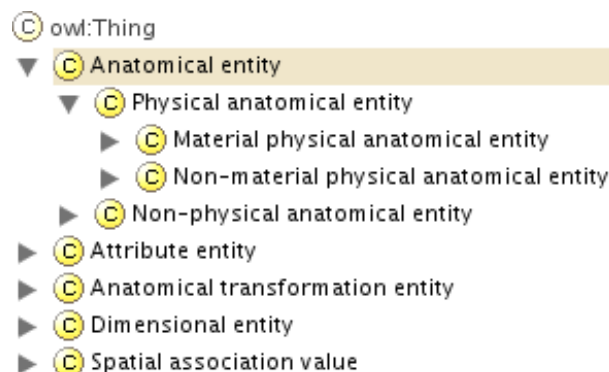 C owl:Thing
C Anatomical entity
C Physical anatomical entity
C Material physical anatomical entity
C Non-material physical anatomical entity
C Non-physical anatomical entity
C Attribute entity
C Anatomical transformation entity
C Dimensional entity
C Spatial association value